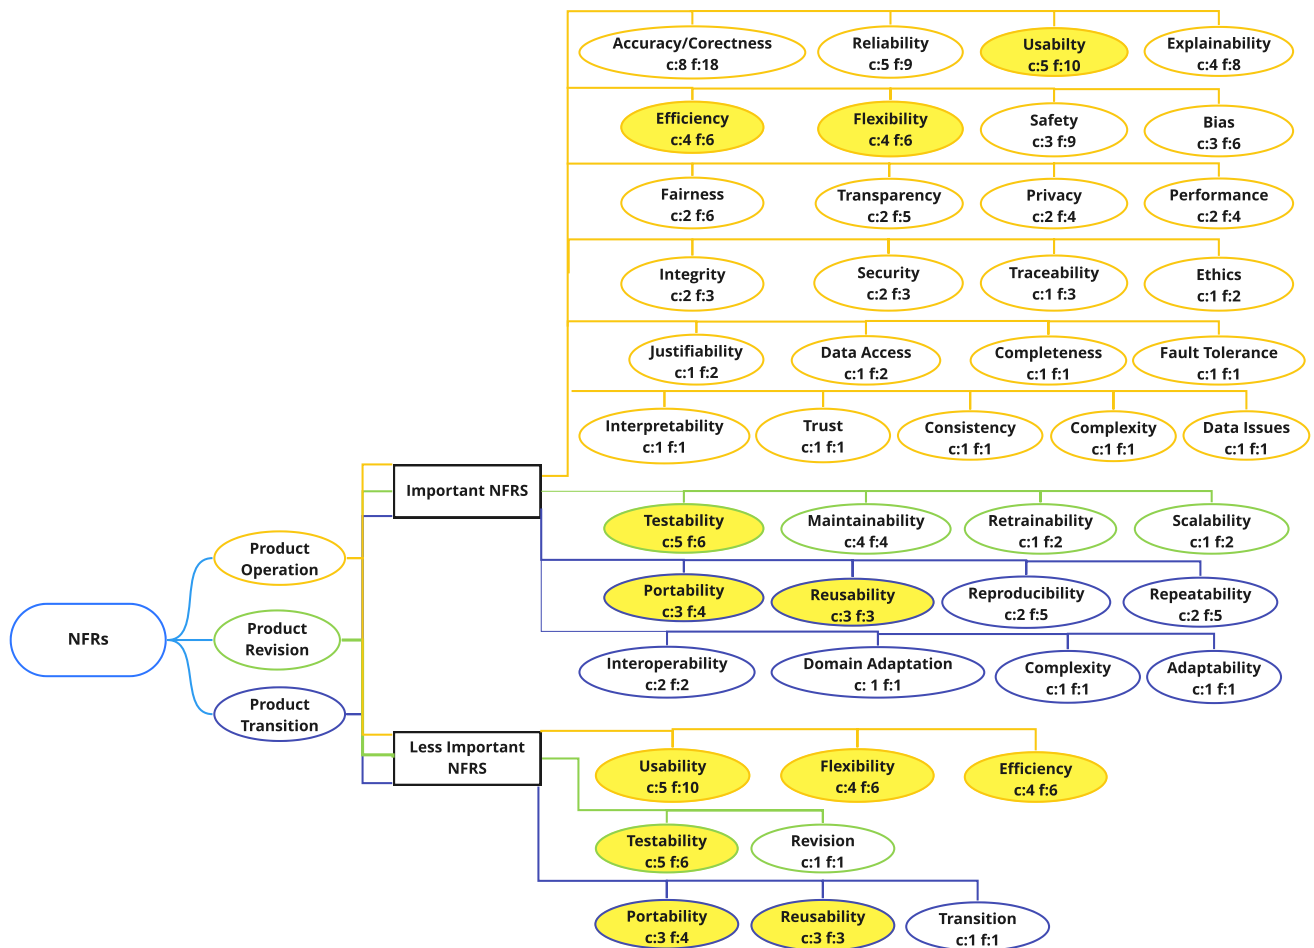 Accuracy/Corectness
c:8 f:18
Reliability
c:5 f:9
Usabilty
c:5 f:10
Explainability
c:4 f:8
Efficiency
c:4 f:6
Flexibility
c:4 f:6
Safety
c:3 f:9
Bias
c:3 f:6
Fairness
c:2 f:6
Transparency
c:2 f:5
Privacy
c:2 f:4
Performance
c:2 f:4
Integrity
c:2 f:3
Security
c:2 f:3
Traceability
c:1 f:3
Ethics
c:1 f:2
Justifiability
c:1 f:2
Data Access
c:1 f:2
Completeness
c:1 f:1
Fault Tolerance
c:1 f:1
Interpretability
c:1 f:1
Trust
c:1 f:1
Consistency
c:1 f:1
Complexity
c:1 f:1
Data Issues
c:1 f:1
Important NFRS
Testability
c:5 f:6
Maintainability
c:4 f:4
Retrainability
c:1 f:2
Scalability
c:1 f:2
Product
Operation
Portability
c:3 f:4
Reusability
c:3 f:3
Reproducibility
c:2 f:5
Repeatability
c:2 f:5
NFRs
Product
Revision
Interoperability
c:2 f:2
Domain Adaptation
c: 1 f:1
Complexity
c:1 f:1
Adaptability
c:1 f:1
Product
Transition
Less Important
NFRS
Usability
c:5 f:10
Flexibility
c:4 f:6
Efficiency
c:4 f:6
Testability
c:5 f:6
Revision
c:1 f:1
Portability
c:3 f:4
Reusability
c:3 f:3
Transition
c:1 f:1